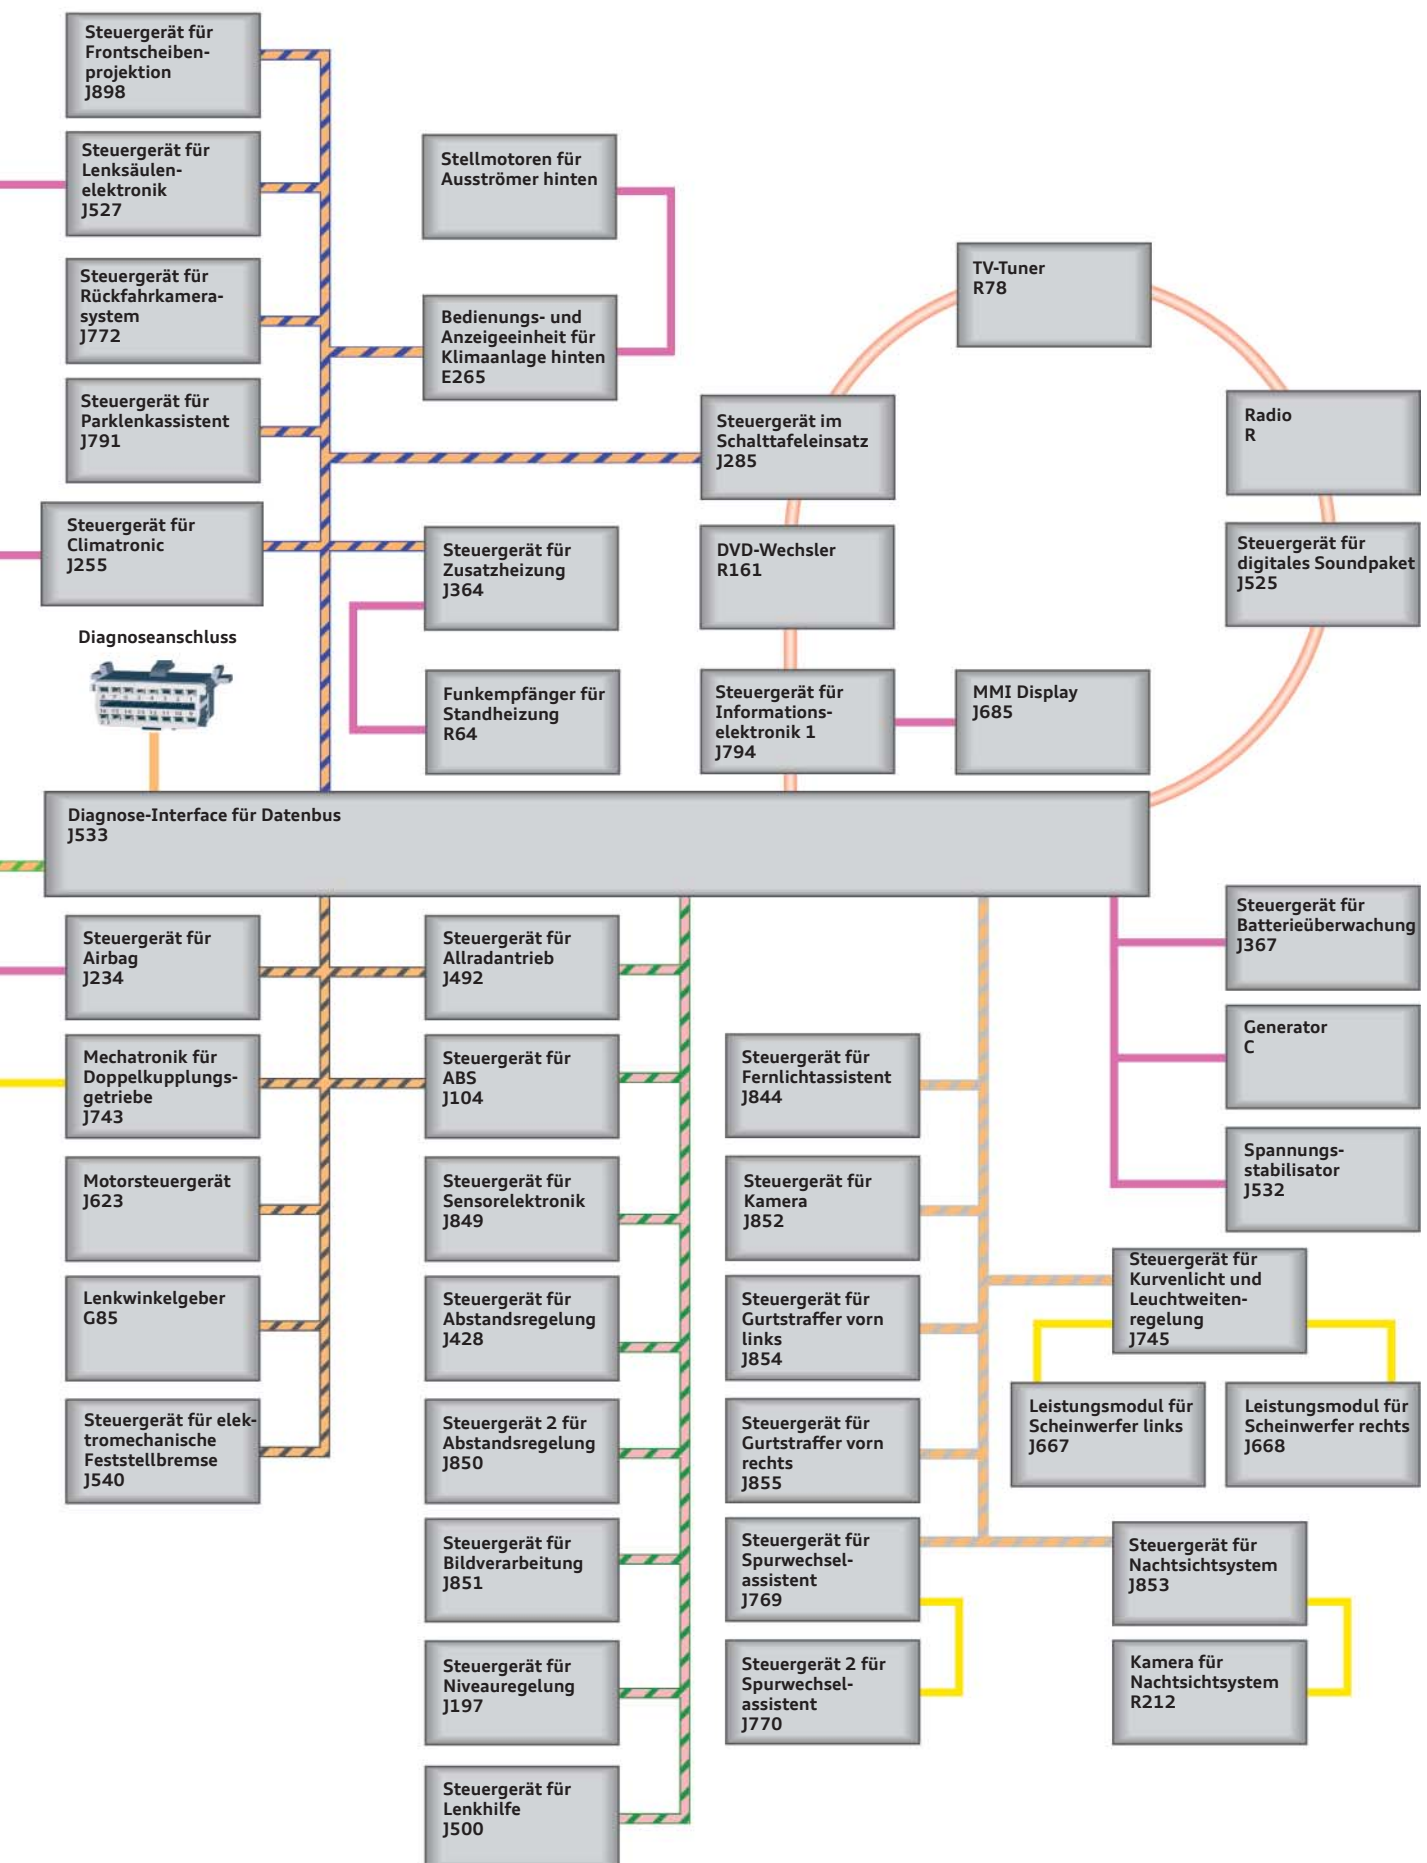 Steuergerät für
Frontscheiben-
projektion
J898
Steuergerät für
Lenksäulen-
elektronik
J527
Stellmotoren für
Ausströmer hinten
Steuergerät für
Rückfahrkamera-
system
J772
TV-Tuner
R78
Bedienungs- und
Anzeigeeinheit für
Klimaanlage hinten
E265
Steuergerät für
Parklenkassistent
J791
Steuergerät im
Schalttafeleinsatz
J285
Radio
R
Steuergerät für
Climatronic
J255
Steuergerät für
Zusatzheizung
J364
DVD-Wechsler
R161
Steuergerät für
digitales Soundpaket
J525
Diagnoseanschluss
Funkempfänger für
Standheizung
R64
Steuergerät für
Informations-
elektronik 1
J794
MMI Display
J685
Diagnose-Interface für Datenbus
J533
Steuergerät für
Airbag
J234
Steuergerät für
Allradantrieb
J492
Steuergerät für
Batterieüberwachung
J367
Mechatronik für
Doppelkupplungs-
getriebe
J743
Steuergerät für
ABS
J104
Steuergerät für
Fernlichtassistent
J844
Generator
C
Motorsteuergerät
J623
Steuergerät für
Sensorelektronik
J849
Steuergerät für
Kamera
J852
Spannungs-
stabilisator
J532
Lenkwinkelgeber
G85
Steuergerät für
Abstandsregelung
J428
Steuergerät für
Gurtstraffer vorn
links
J854
Steuergerät für
Kurvenlicht und
Leuchtweiten-
regelung
J745
Steuergerät für elek-
tromechanische
Feststellbremse
J540
Steuergerät 2 für
Abstandsregelung
J850
Steuergerät für
Gurtstraffer vorn
rechts
J855
Leistungsmodul für
Scheinwerfer links
J667
Leistungsmodul für
Scheinwerfer rechts
J668
Steuergerät für
Bildverarbeitung
J851
Steuergerät für
Spurwechsel-
assistent
J769
Steuergerät für
Nachtsichtsystem
J853
Steuergerät für
Niveauregelung
J197
Steuergerät 2 für
Spurwechsel-
assistent
J770
Kamera für
Nachtsichtsystem
R212
Steuergerät für
Lenkhilfe
J500